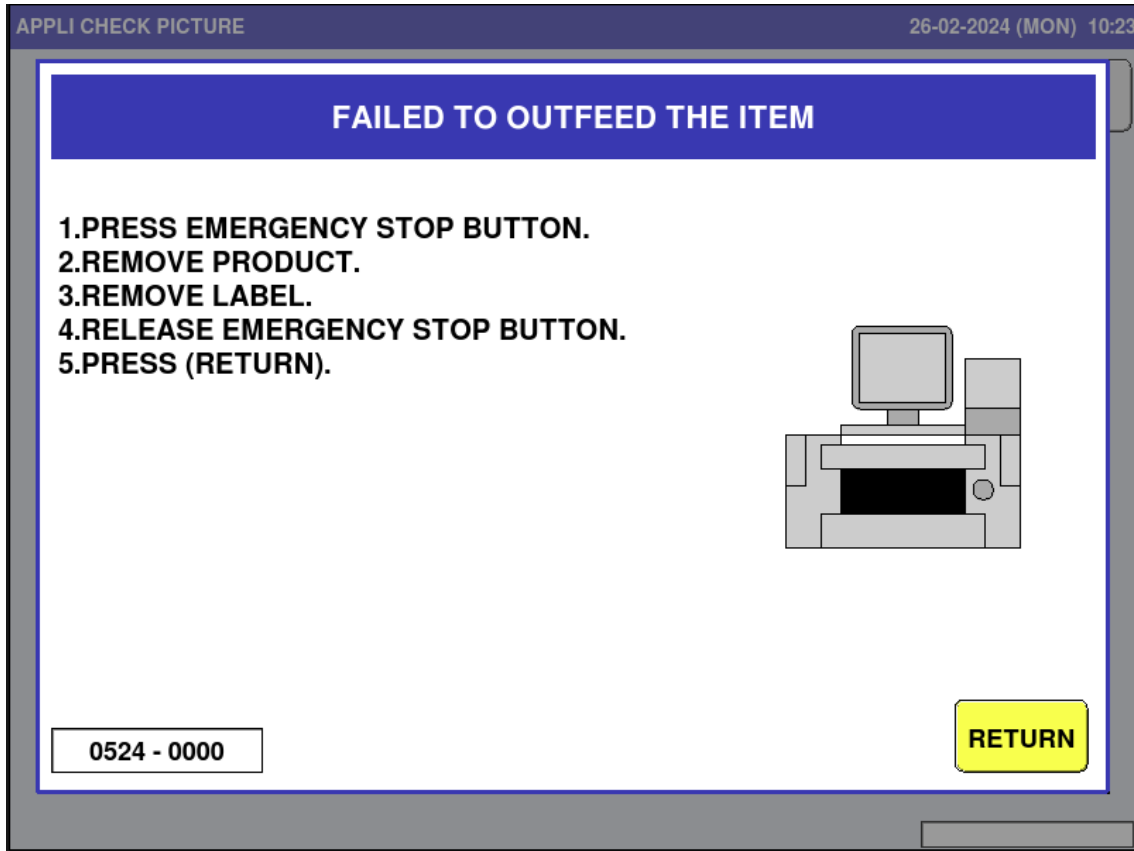 APPLI CHECK PICTURE 26-02-2024 (MON) 10:23
FAILED TO OUTFEED THE ITEM
1.PRESS EMERGENCY STOP BUTTON.
2.REMOVE PRODUCT.
3.REMOVE LABEL.
4.RELEASE EMERGENCY STOP BUTTON.
5.PRESS (RETURN).
0524 - 0000
RETURN